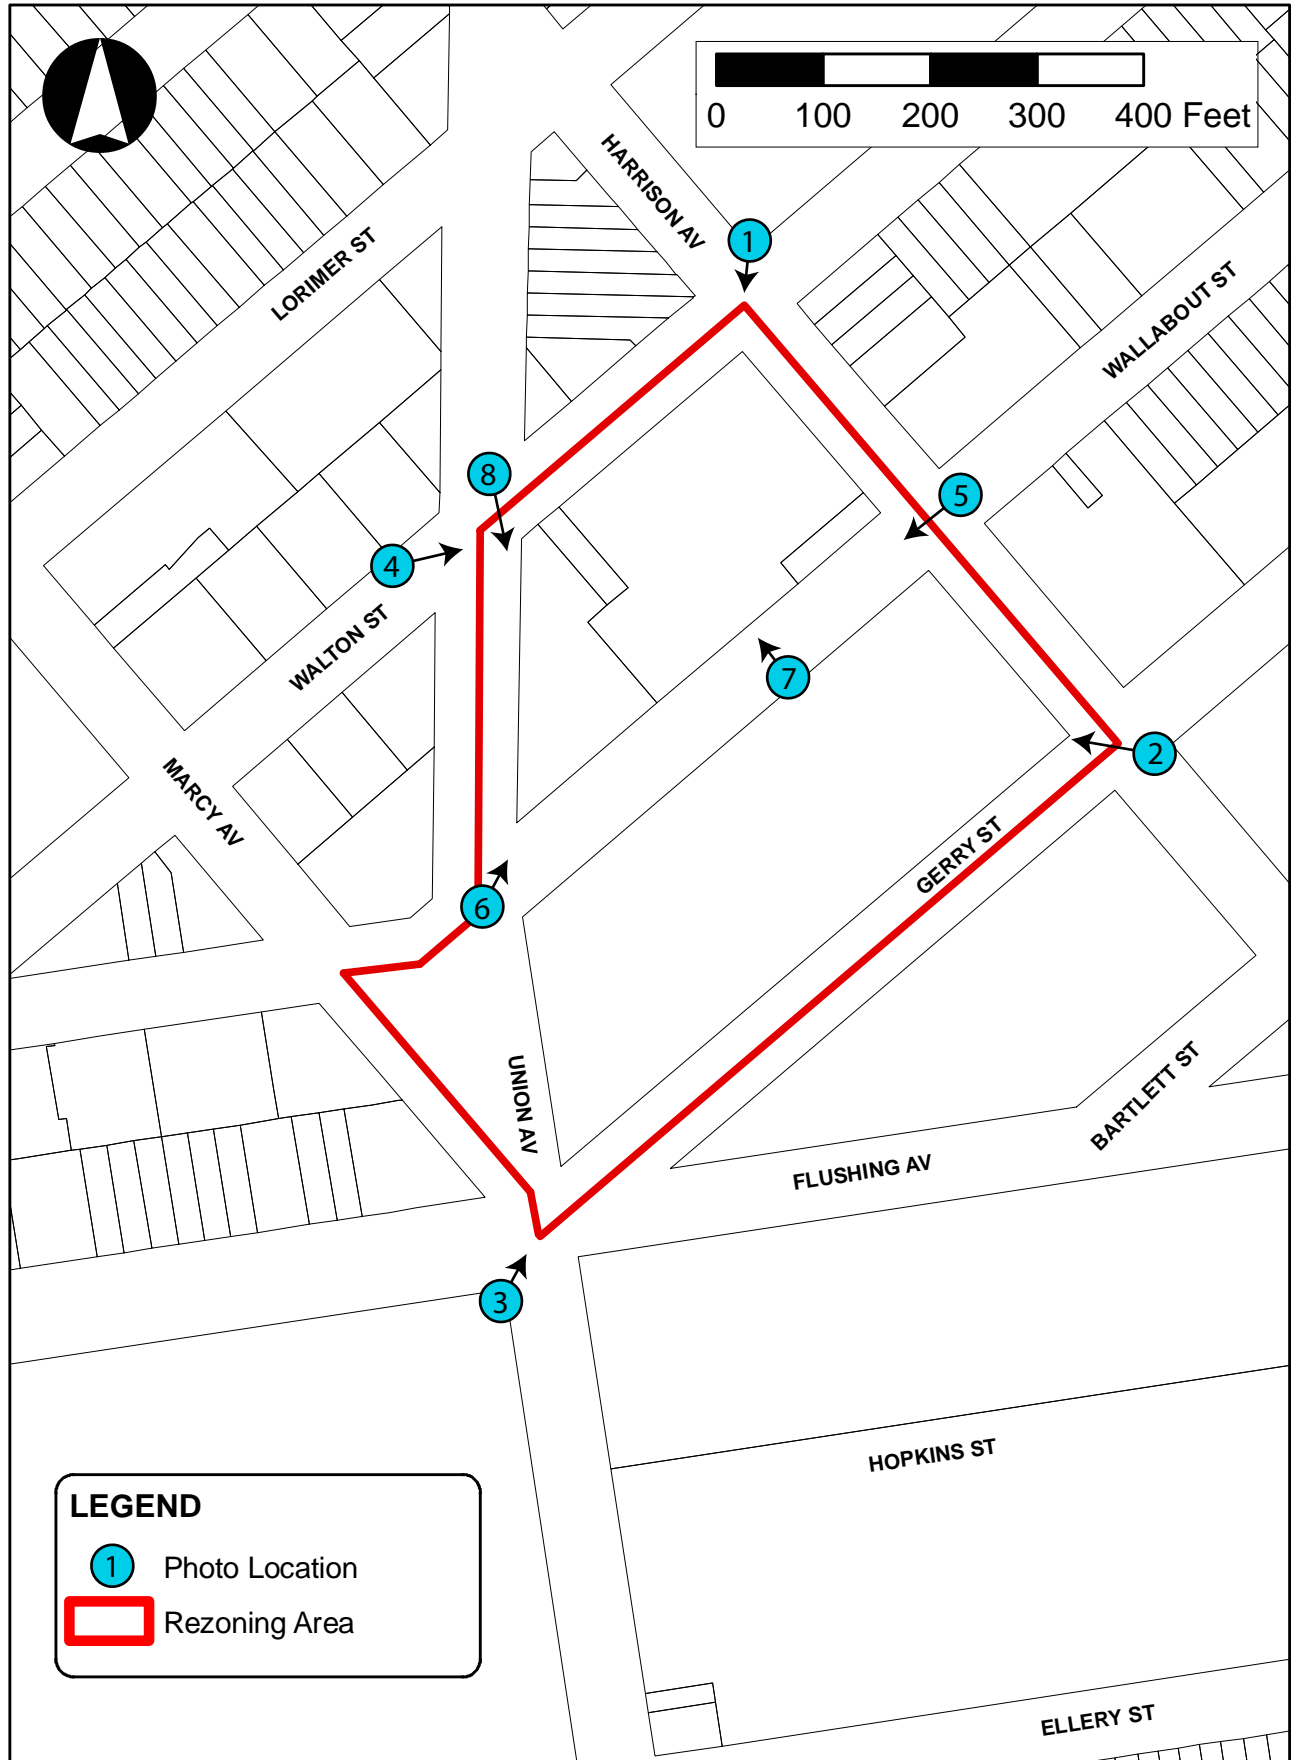 0 100 200 300 400 Feet
HARRISON AV
1
LORIMER ST
WALLABOUT ST
8
5
4
WALTON ST
7
2
MARCY AV
GERRY ST
6
UNION AV
BARTLETT ST
FLUSHING AV
3
HOPKINS ST
LEGEND
1 Photo Location
Rezoning Area
ELLERY ST